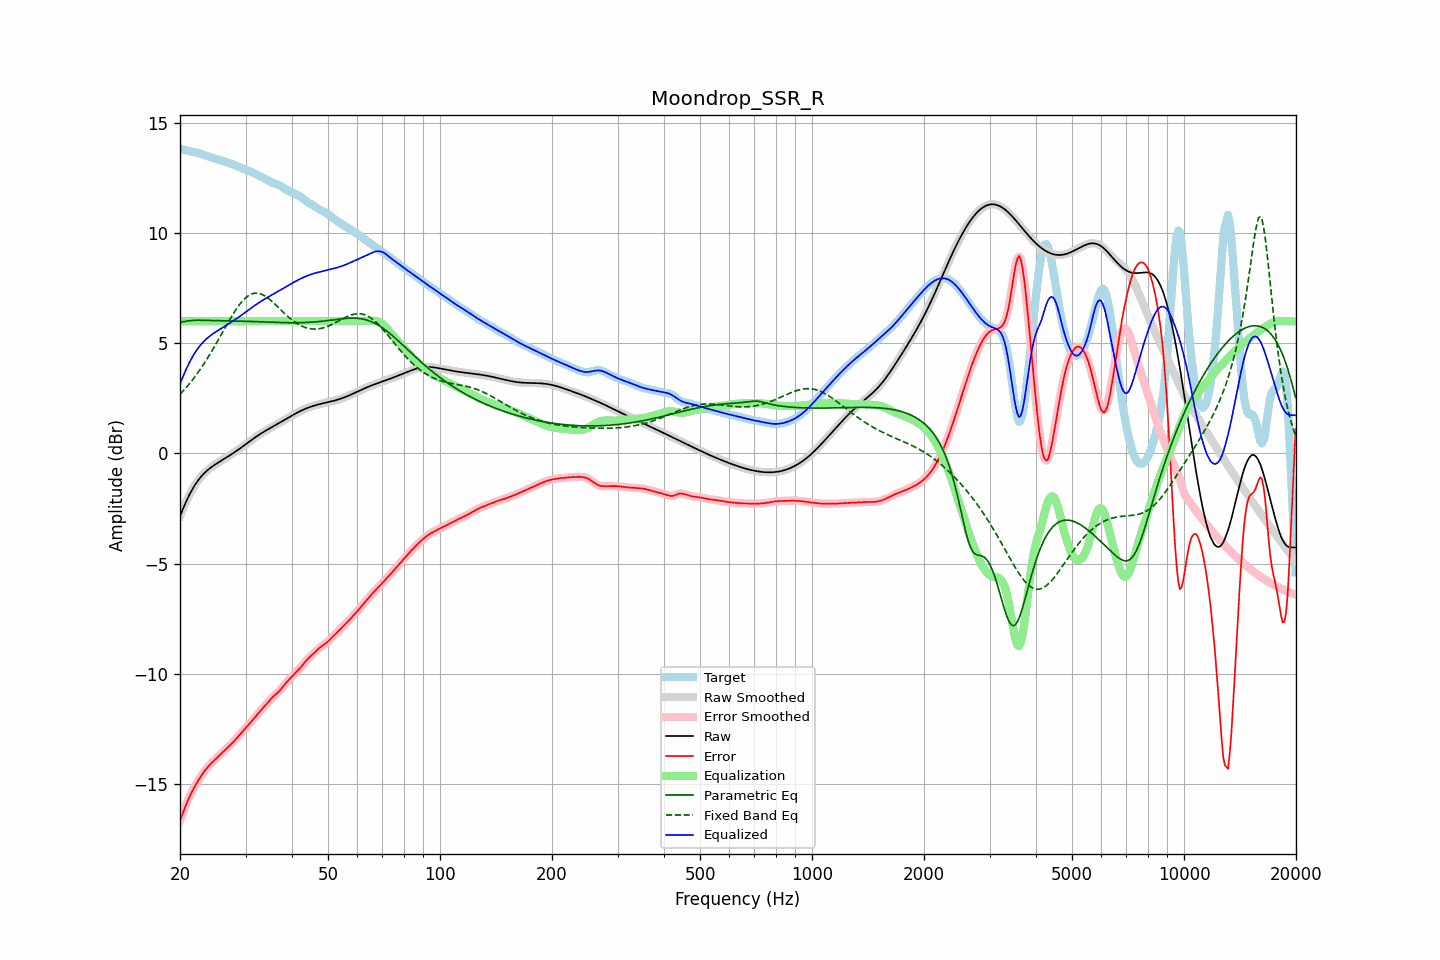 Moondrop_SSR_R
15
10
5
0
−5
−10
−15
Amplitude (dBr)
Target
Raw Smoothed
Error Smoothed
Raw
Error
Equalization
Parametric Eq
Fixed Band Eq
Equalized
20 50 100 200 500 1000 2000 5000 10000 20000
Frequency (Hz)